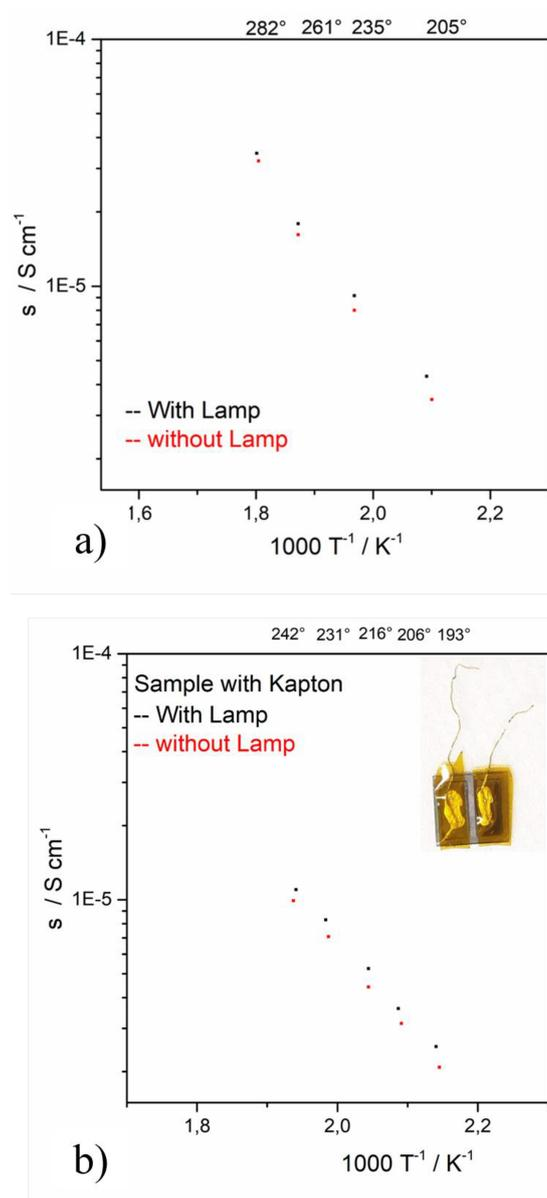 282° 261° 235° 205°
1E-4
1E-5
s / S cm⁻¹
-- With Lamp
-- without Lamp
1,6 1,8 2,0 2,2
a)
1000 T⁻¹ / K⁻¹
242° 231° 216° 206° 193°
1E-4
Sample with Kapton
-- With Lamp
-- without Lamp
1E-5
s / S cm⁻¹
1,8 2,0 2,2
b)
1000 T⁻¹ / K⁻¹